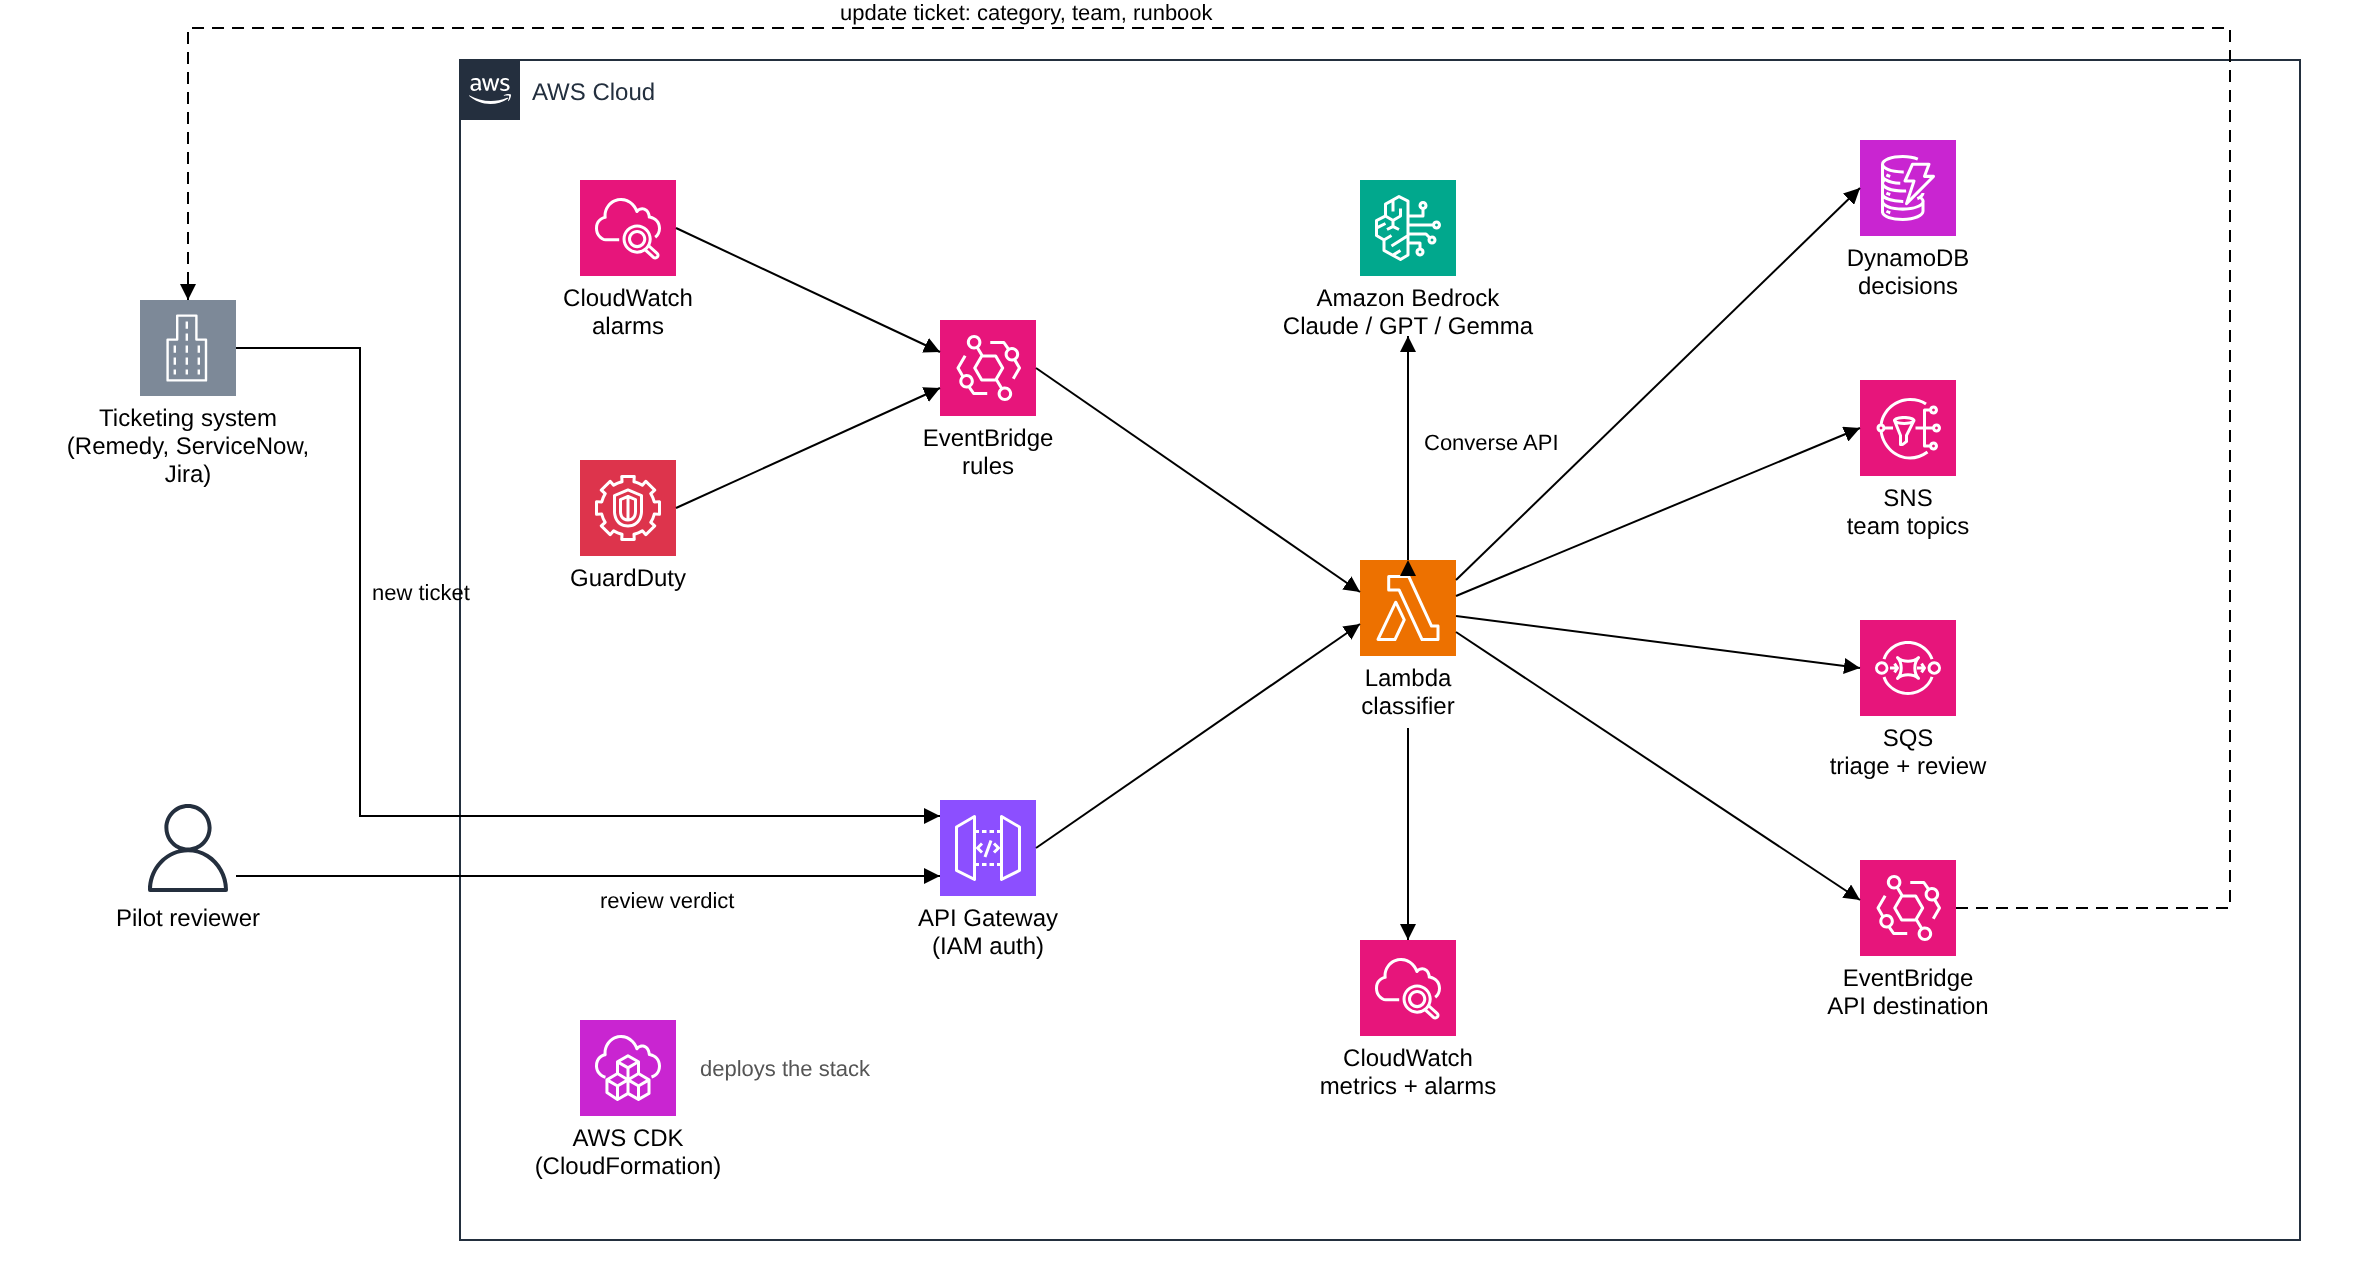 update ticket: category, team, runbook
aws
AWS Cloud
CloudWatch
alarms
Amazon Bedrock
Claude / GPT / Gemma
DynamoDB
decisions
Ticketing system
(Remedy, ServiceNow,
Jira)
EventBridge
rules
Converse API
SNS
team topics
GuardDuty
new ticket
Lambda
classifier
SQS
triage + review
Pilot reviewer
review verdict
API Gateway
(IAM auth)
EventBridge
API destination
deploys the stack
CloudWatch
metrics + alarms
AWS CDK
(CloudFormation)